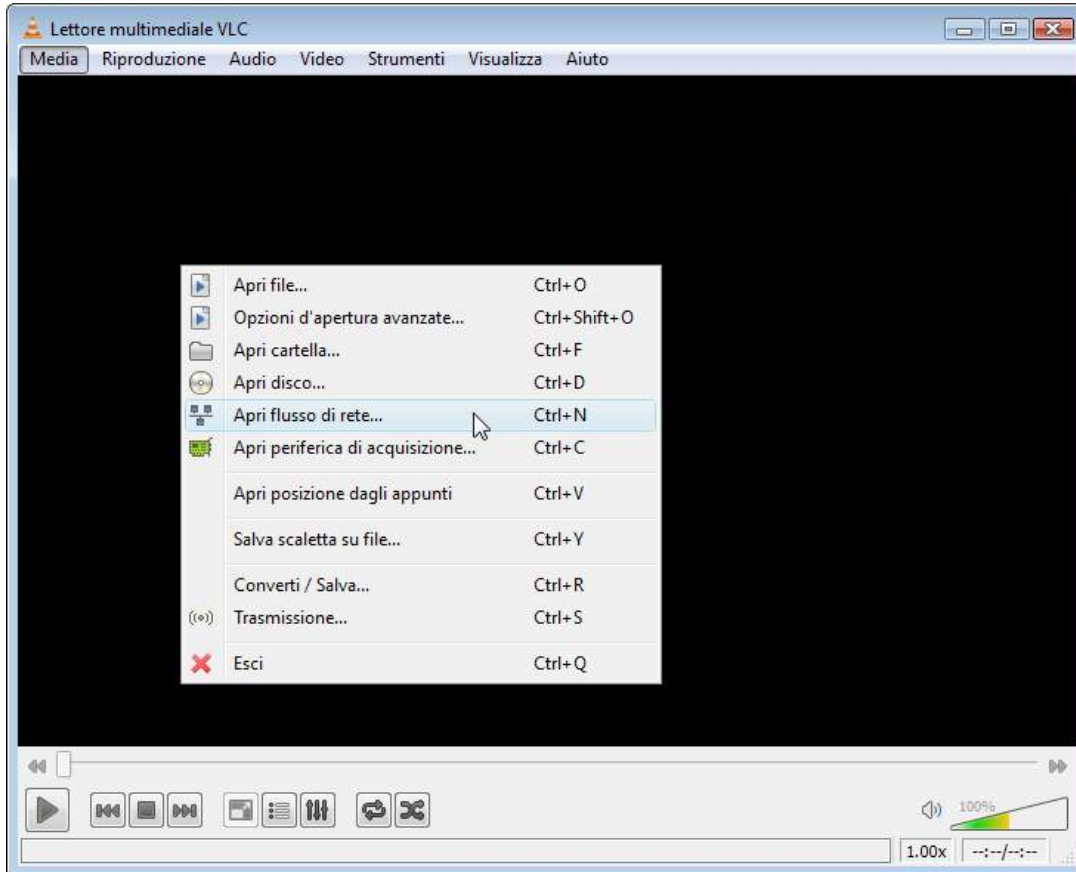 Lettore multimediale VLC
Media Riproduzione Audio Video Strumenti Visualizza Aiuto
Apri file... Ctrl+O
Opzioni d'apertura avanzate... Ctrl+Shift+O
Apri cartella... Ctrl+F
Apri disco... Ctrl+D
Apri flusso di rete... Ctrl+N
Apri periferica di acquisizione... Ctrl+C
Apri posizione dagli appunti Ctrl+V
Salva scaletta su file... Ctrl+Y
Converti / Salva... Ctrl+R
Trasmissione... Ctrl+S
Esci Ctrl+Q
100%
1.00x --:--/--:--